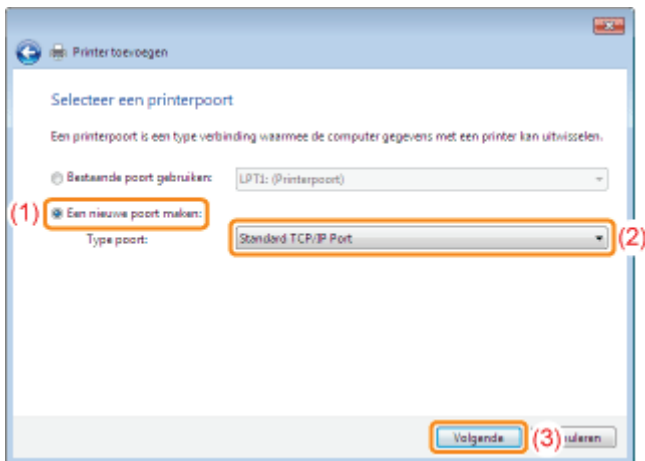 Printer toevoegen
Selecteer een printerpoort
Een printerpoort is een type verbinding waarmee de computer gegevens met een printer kan uitwisselen.
Bestaande poort gebruiken: LPT1: (Printerpoort)
(1) Een nieuwe poort maken:
Type poort: Standard TCP/IP Port (2)
Volgende (3) uleren